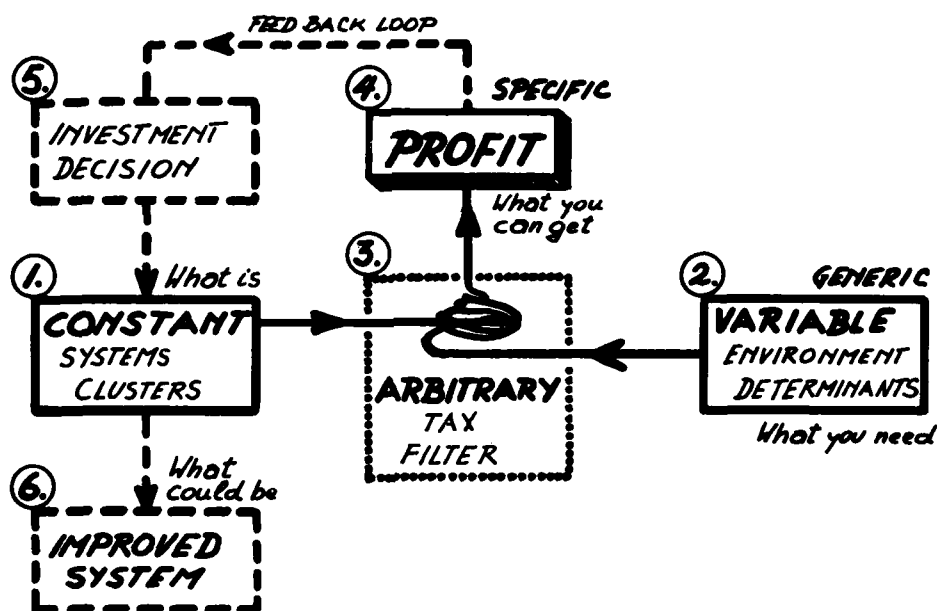 FEED BACK LOOP
5.
INVESTMENT
DECISION
4.
SPECIFIC
PROFIT
What you
can get
1.
What is
CONSTANT
SYSTEMS
CLUSTERS
3.
ARBITRARY
TAX
FILTER
2.
GENERIC
VARIABLE
ENVIRONMENT
DETERMINANTS
What you need
6.
What
could be
IMPROVED
SYSTEM